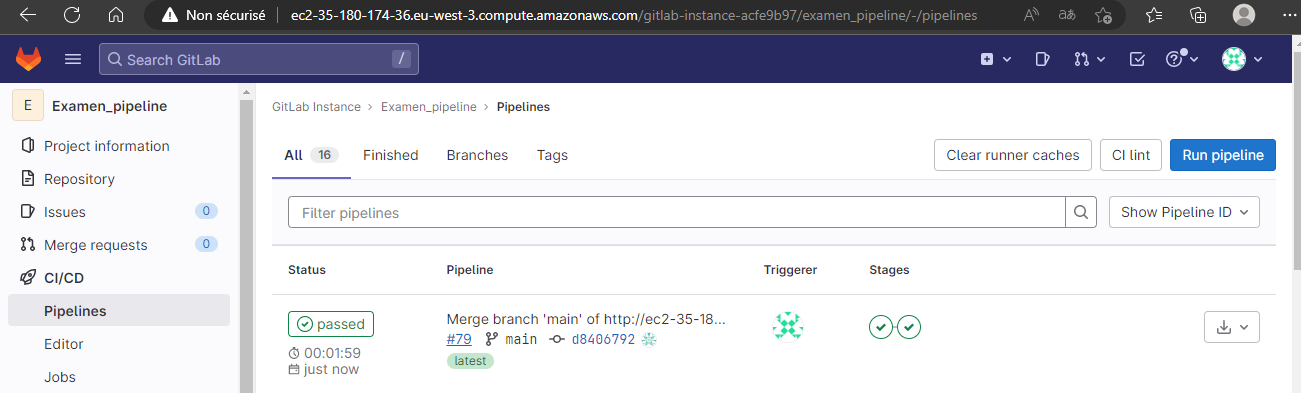 Non sécurisé ec2-35-180-174-36.eu-west-3.compute.amazonaws.com/gitlab-instance-acfe9b97/examen_pipeline/-/pipelines
Search GitLab /
E Examen_pipeline
Project information
Repository
Issues 0
Merge requests 0
CI/CD
Pipelines
Editor
Jobs
GitLab Instance > Examen_pipeline > Pipelines
All 16 Finished Branches Tags
Clear runner caches CI lint Run pipeline
Filter pipelines Show Pipeline ID
Status Pipeline Triggerer Stages
passed Merge branch 'main' of http://ec2-35-18...
#79 main d8406792
00:01:59
latest
just now